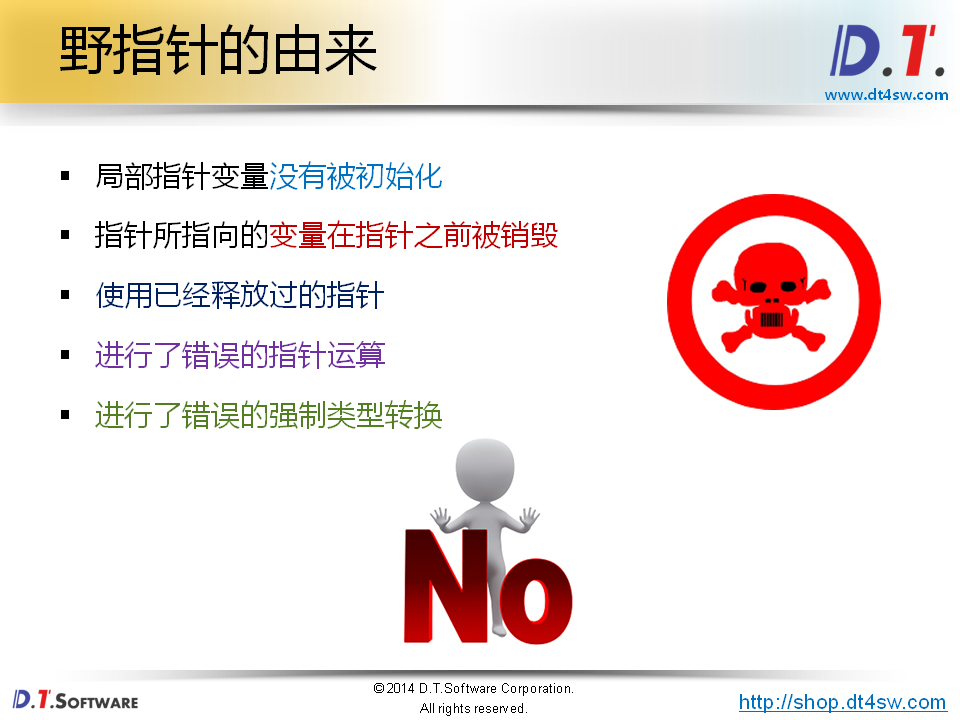 野指针的由来
D.T.
www.dt4sw.com
▪ 局部指针变量没有被初始化
▪ 指针所指向的变量在指针之前被销毁
▪ 使用已经释放过的指针
▪ 进行了错误的指针运算
▪ 进行了错误的强制类型转换
No
D.T.SOFTWARE
©2014 D.T.Software Corporation.
All rights reserved.
http://shop.dt4sw.com